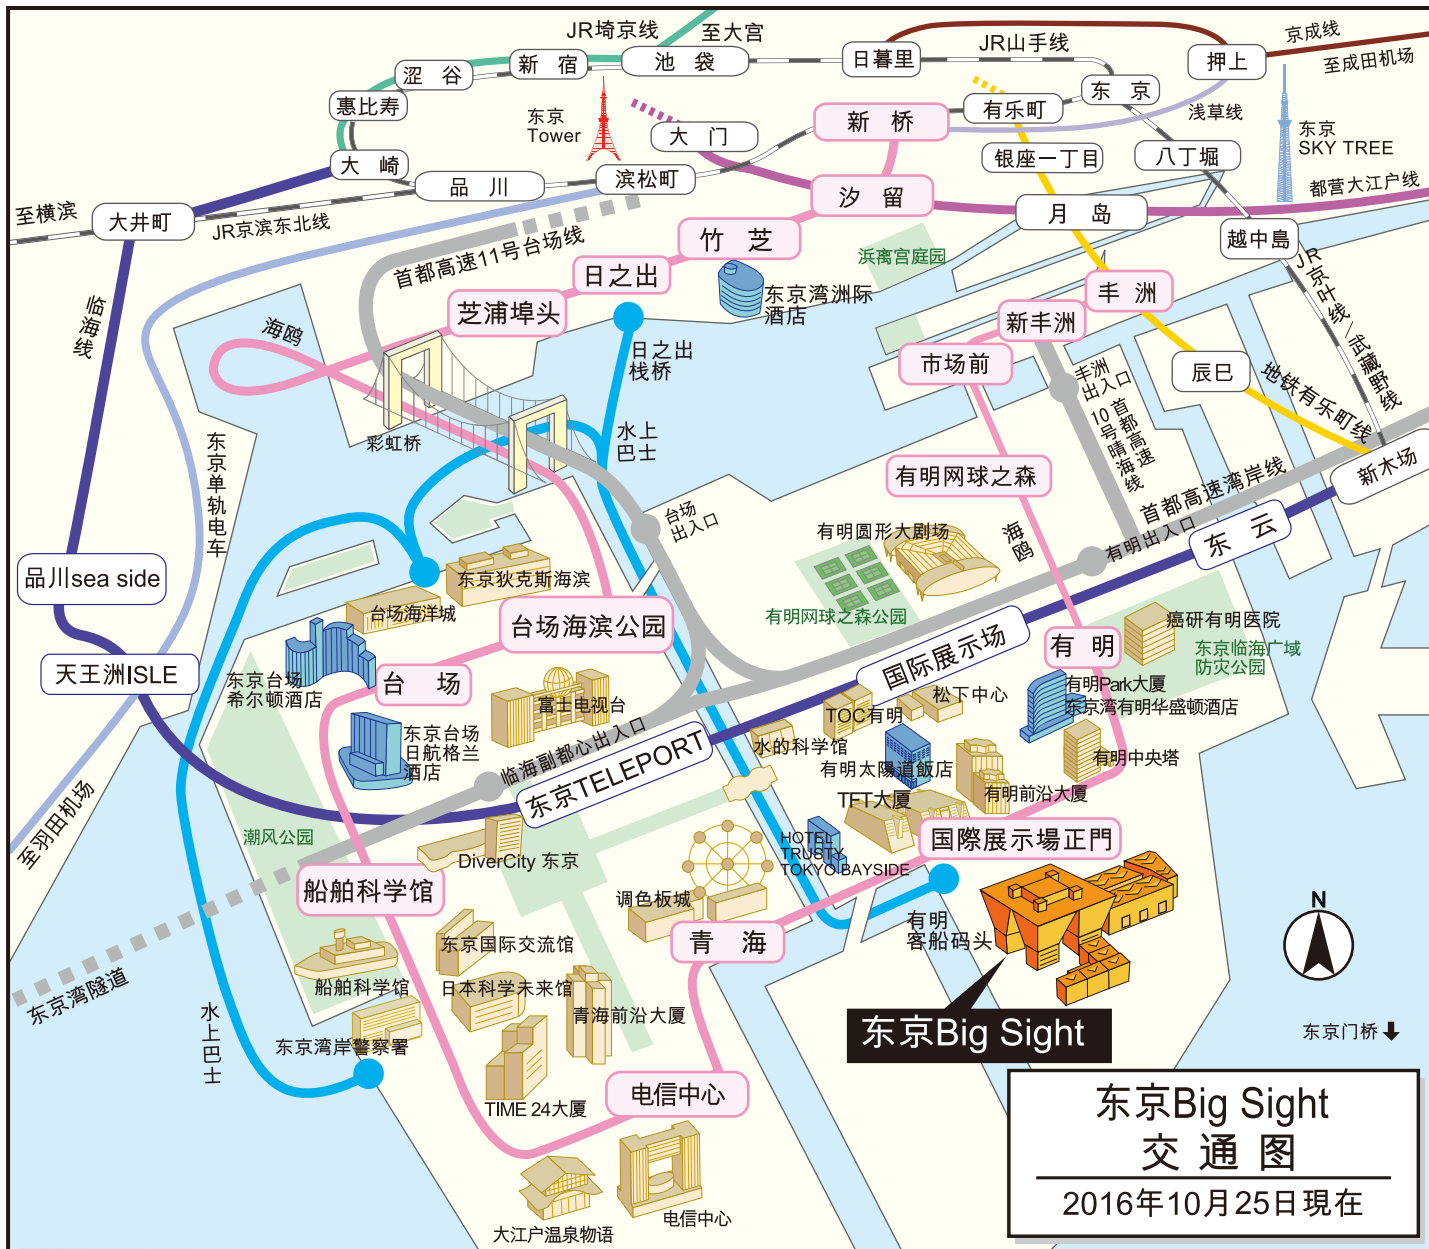 JR埼京线
至大宫
京成线
至成田机场
JR山手线
新 宿
池 袋
日暮里
押上
涩 谷
惠比寿
东京
Tower
大 门
新 桥
有乐町
东 京
浅草线
东京
SKY TREE
大 崎
品 川
滨松町
银座一丁目
八丁堀
都营大江户线
至横滨
大井町
JR京滨东北线
首都高速11号台场线
汐 留
月 岛
越中島
竹 芝
浜离宫庭园
日之出
芝浦埠头
东京湾洲际
酒店
丰 洲
新丰洲
市场前
JR京叶线/武藏野线
临海线
海鸥
日之出
栈桥
丰洲
出入口
辰巳
地铁有乐町线
10号晴海线
首都高速
彩虹桥
水上
巴士
东京单轨电车
有明网球之森
首都高速湾岸线
新木场
台场
出入口
有明圆形大剧场
海鸥
有明出入口
东 云
品川sea side
东京狄克斯海滨
台场海洋城
台场海滨公园
有明网球之森公园
国际展示场
癌研有明医院
有 明
东京临海广域
防灾公园
天王洲ISLE
东京台场
希尔顿酒店
台 场
富士电视台
松下中心
TOC有明
有明Park大厦
东京湾有明华盛顿酒店
东京台场
日航格兰
酒店
临海副都心出入口
东京TELEPORT
水的科学馆
有明太陽道飯店
有明中央塔
有明前沿大厦
TFT大厦
至羽田机场
潮风公园
DiverCity 东京
HOTEL
TRUSTY
TOKYO BAYSIDE
国際展示場正門
船舶科学馆
调色板城
青 海
有明
客船码头
N
东京国际交流馆
船舶科学馆
日本科学未来馆
青海前沿大厦
东京湾隧道
水上巴士
东京湾岸警察署
东京Big Sight
东京门桥
TIME 24大厦
电信中心
大江户温泉物语
电信中心
东京Big Sight
交 通 图
2016年10月25日現在